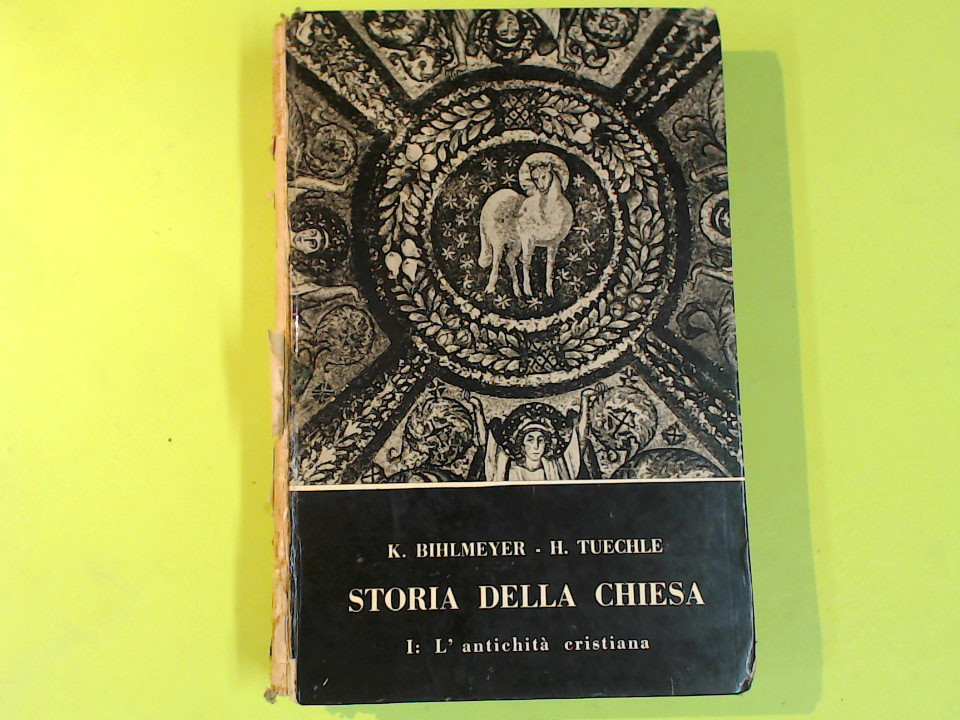 K. BIHLMEYER - H. TUECHLE
STORIA DELLA CHIESA
I: L' antichità cristiana